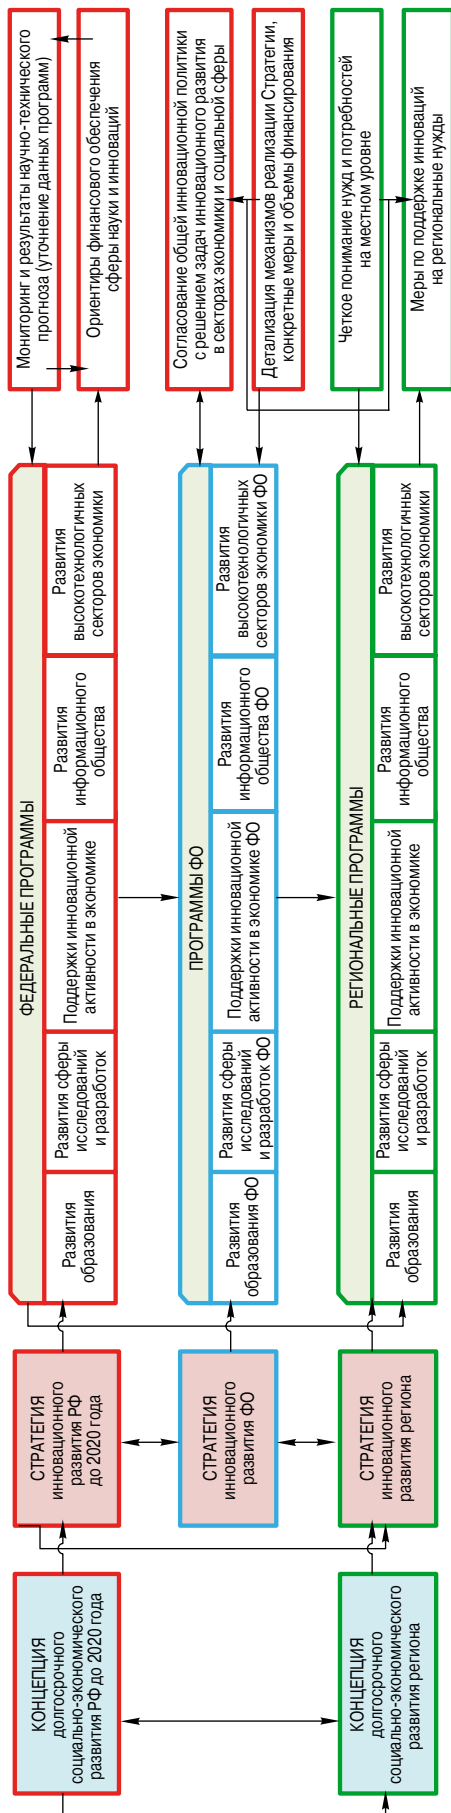 КОНЦЕПЦИЯ
долгосрочного
социально-экономического
развития РФ до 2020 года
СТРАТЕГИЯ
инновационного
развития РФ
до 2020 года
ФЕДЕРАЛЬНЫЕ ПРОГРАММЫ
Развития
образования
Развития сферы
исследований
и разработок
Поддержки инновационной
активности в экономике
Развития
информационного
общества
Развития
высокотехнологичных
секторов экономики
Мониторинг и результаты научно-технического
прогноза (уточнение данных программ)
Ориентиры финансового обеспечения
сферы науки и инноваций
СТРАТЕГИЯ
инновационного
развития ФО
ПРОГРАММЫ ФО
Развития
образования ФО
Развития сферы
исследований
и разработок ФО
Поддержки инновационной
активности в экономике ФО
Развития
информационного
общества ФО
Развития
высокотехнологичных
секторов экономики ФО
Согласование общей инновационной политики
с решением задач инновационного развития
в секторах экономики и социальной сферы
Детализация механизмов реализации Стратегии,
конкретные меры и объемы финансирования
КОНЦЕПЦИЯ
долгосрочного
социально-экономического
развития региона
СТРАТЕГИЯ
инновационного
развития региона
РЕГИОНАЛЬНЫЕ ПРОГРАММЫ
Развития
образования
Развития сферы
исследований
и разработок
Поддержки инновационной
активности в экономике
Развития
информационного
общества
Развития
высокотехнологичных
секторов экономики
Четкое понимание нужд и потребностей
на местном уровне
Меры по поддержке инноваций
на региональные нужды